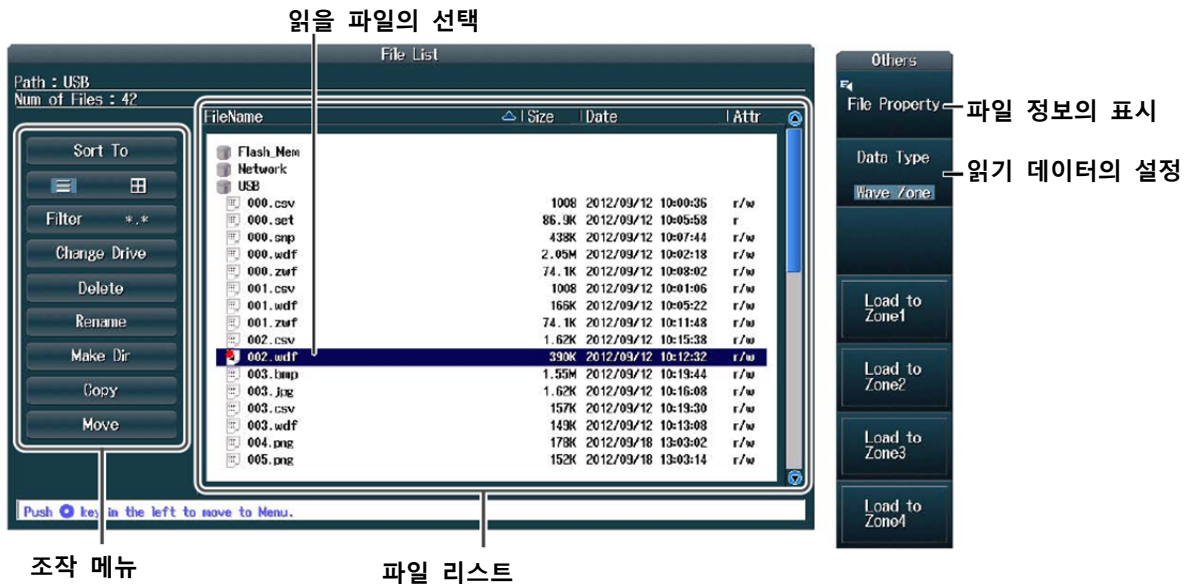 읽을 파일의 선택
File List
Path : USB
Num of Files : 42
FileName Size Date Attr
Flash_Mem
Network
USB
000.csv 1008 2012/09/12 10:00:36 r/w
000.set 86.9K 2012/09/12 10:05:58 r
000.snp 438K 2012/09/12 10:07:44 r/w
000.wdf 2.05M 2012/09/12 10:02:18 r/w
000.zwf 74.1K 2012/09/12 10:08:02 r/w
001.csv 1008 2012/09/12 10:01:06 r/w
001.wdf 166K 2012/09/12 10:05:22 r/w
001.zwf 74.1K 2012/09/12 10:11:48 r/w
002.csv 1.62K 2012/09/12 10:15:38 r/w
002.wdf 390K 2012/09/12 10:12:32 r/w
003.bmp 1.55M 2012/09/12 10:19:44 r/w
003.jpg 1.62K 2012/09/12 10:16:08 r/w
003.csv 157K 2012/09/12 10:19:30 r/w
003.wdf 149K 2012/09/12 10:13:08 r/w
004.png 178K 2012/09/18 13:03:02 r/w
005.png 152K 2012/09/18 13:03:14 r/w
Sort To
Filter *.*
Change Drive
Delete
Rename
Make Dir
Copy
Move
Push key in the left to move to Menu.
조작 메뉴
파일 리스트
Others
File Property
파일 정보의 표시
Data Type
Wave Zone
읽기 데이터의 설정
Load to
Zone1
Load to
Zone2
Load to
Zone3
Load to
Zone4